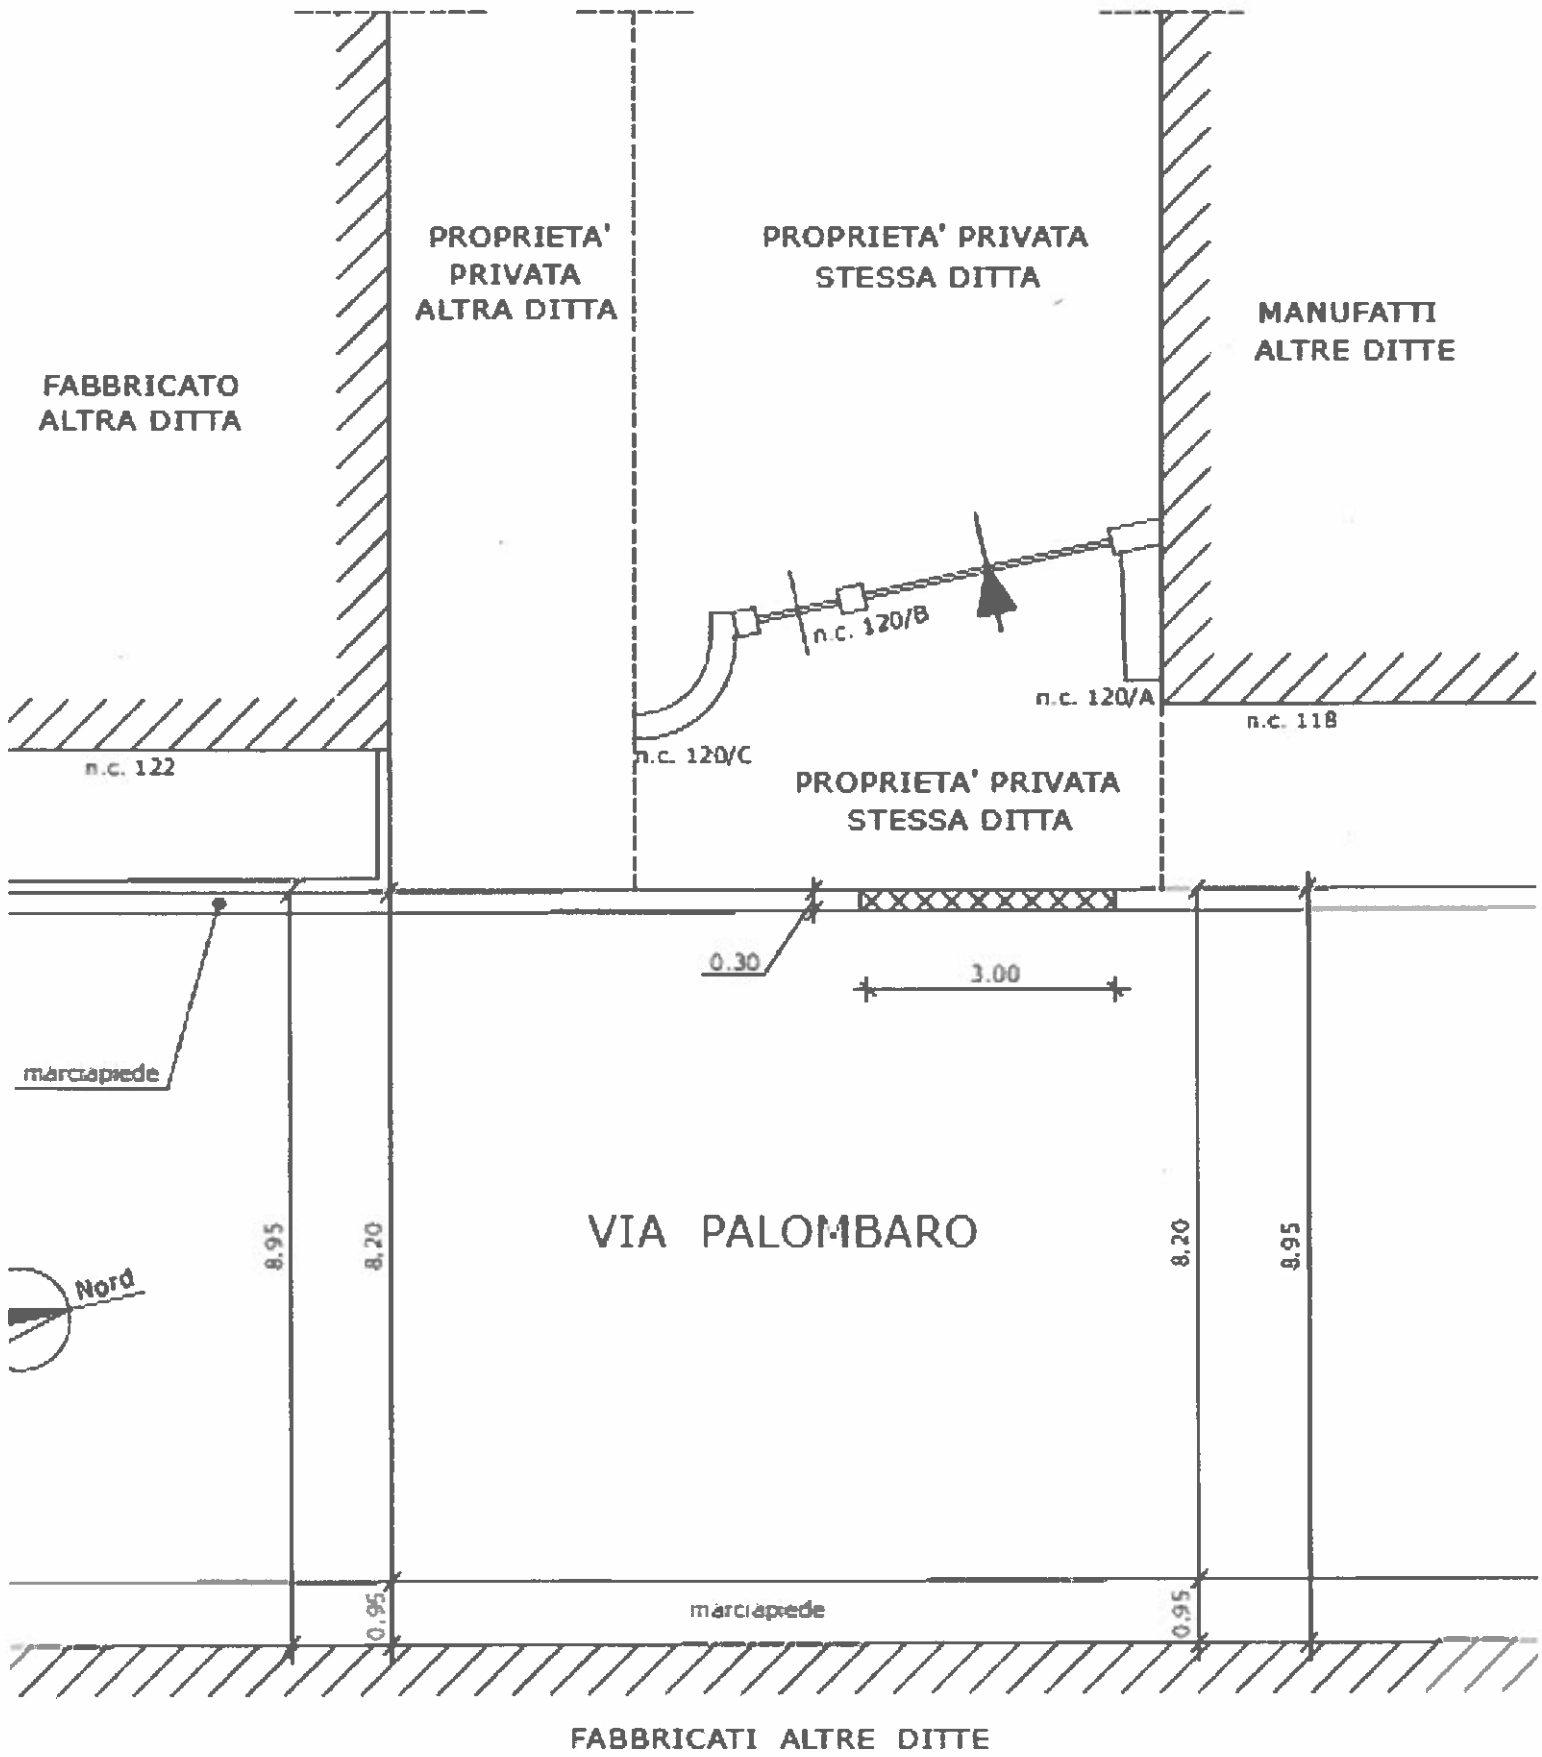 PROPRIETA'
PRIVATA
ALTRA DITTA
PROPRIETA' PRIVATA
STESSA DITTA
MANUFATTI
ALTRE DITTE
FABBRICATO
ALTRA DITTA
n.c. 120/B
n.c. 120/A
n.c. 118
n.c. 120/C
n.c. 122
PROPRIETA' PRIVATA
STESSA DITTA
0.30
3.00
marciapiede
VIA PALOMBARO
8.95
8.20
8.20
8.95
Nord
0.95
marciapiede
0.95
FABBRICATI ALTRE DITTE